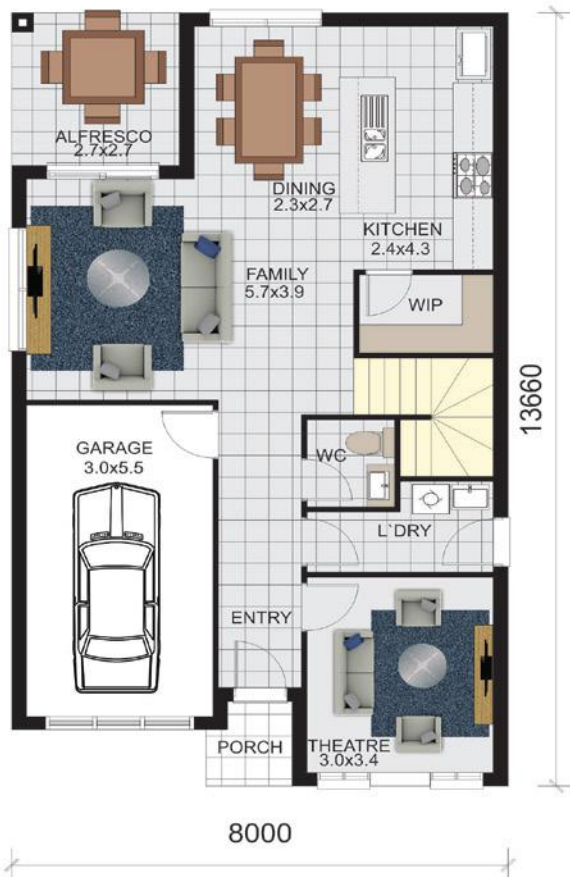 ALFRESCO
2.7x2.7
DINING
2.3x2.7
KITCHEN
2.4x4.3
FAMILY
5.7x3.9
WIP
13660
GARAGE
3.0x5.5
WC
L`DRY
ENTRY
PORCH
THEATRE
3.0x3.4
8000